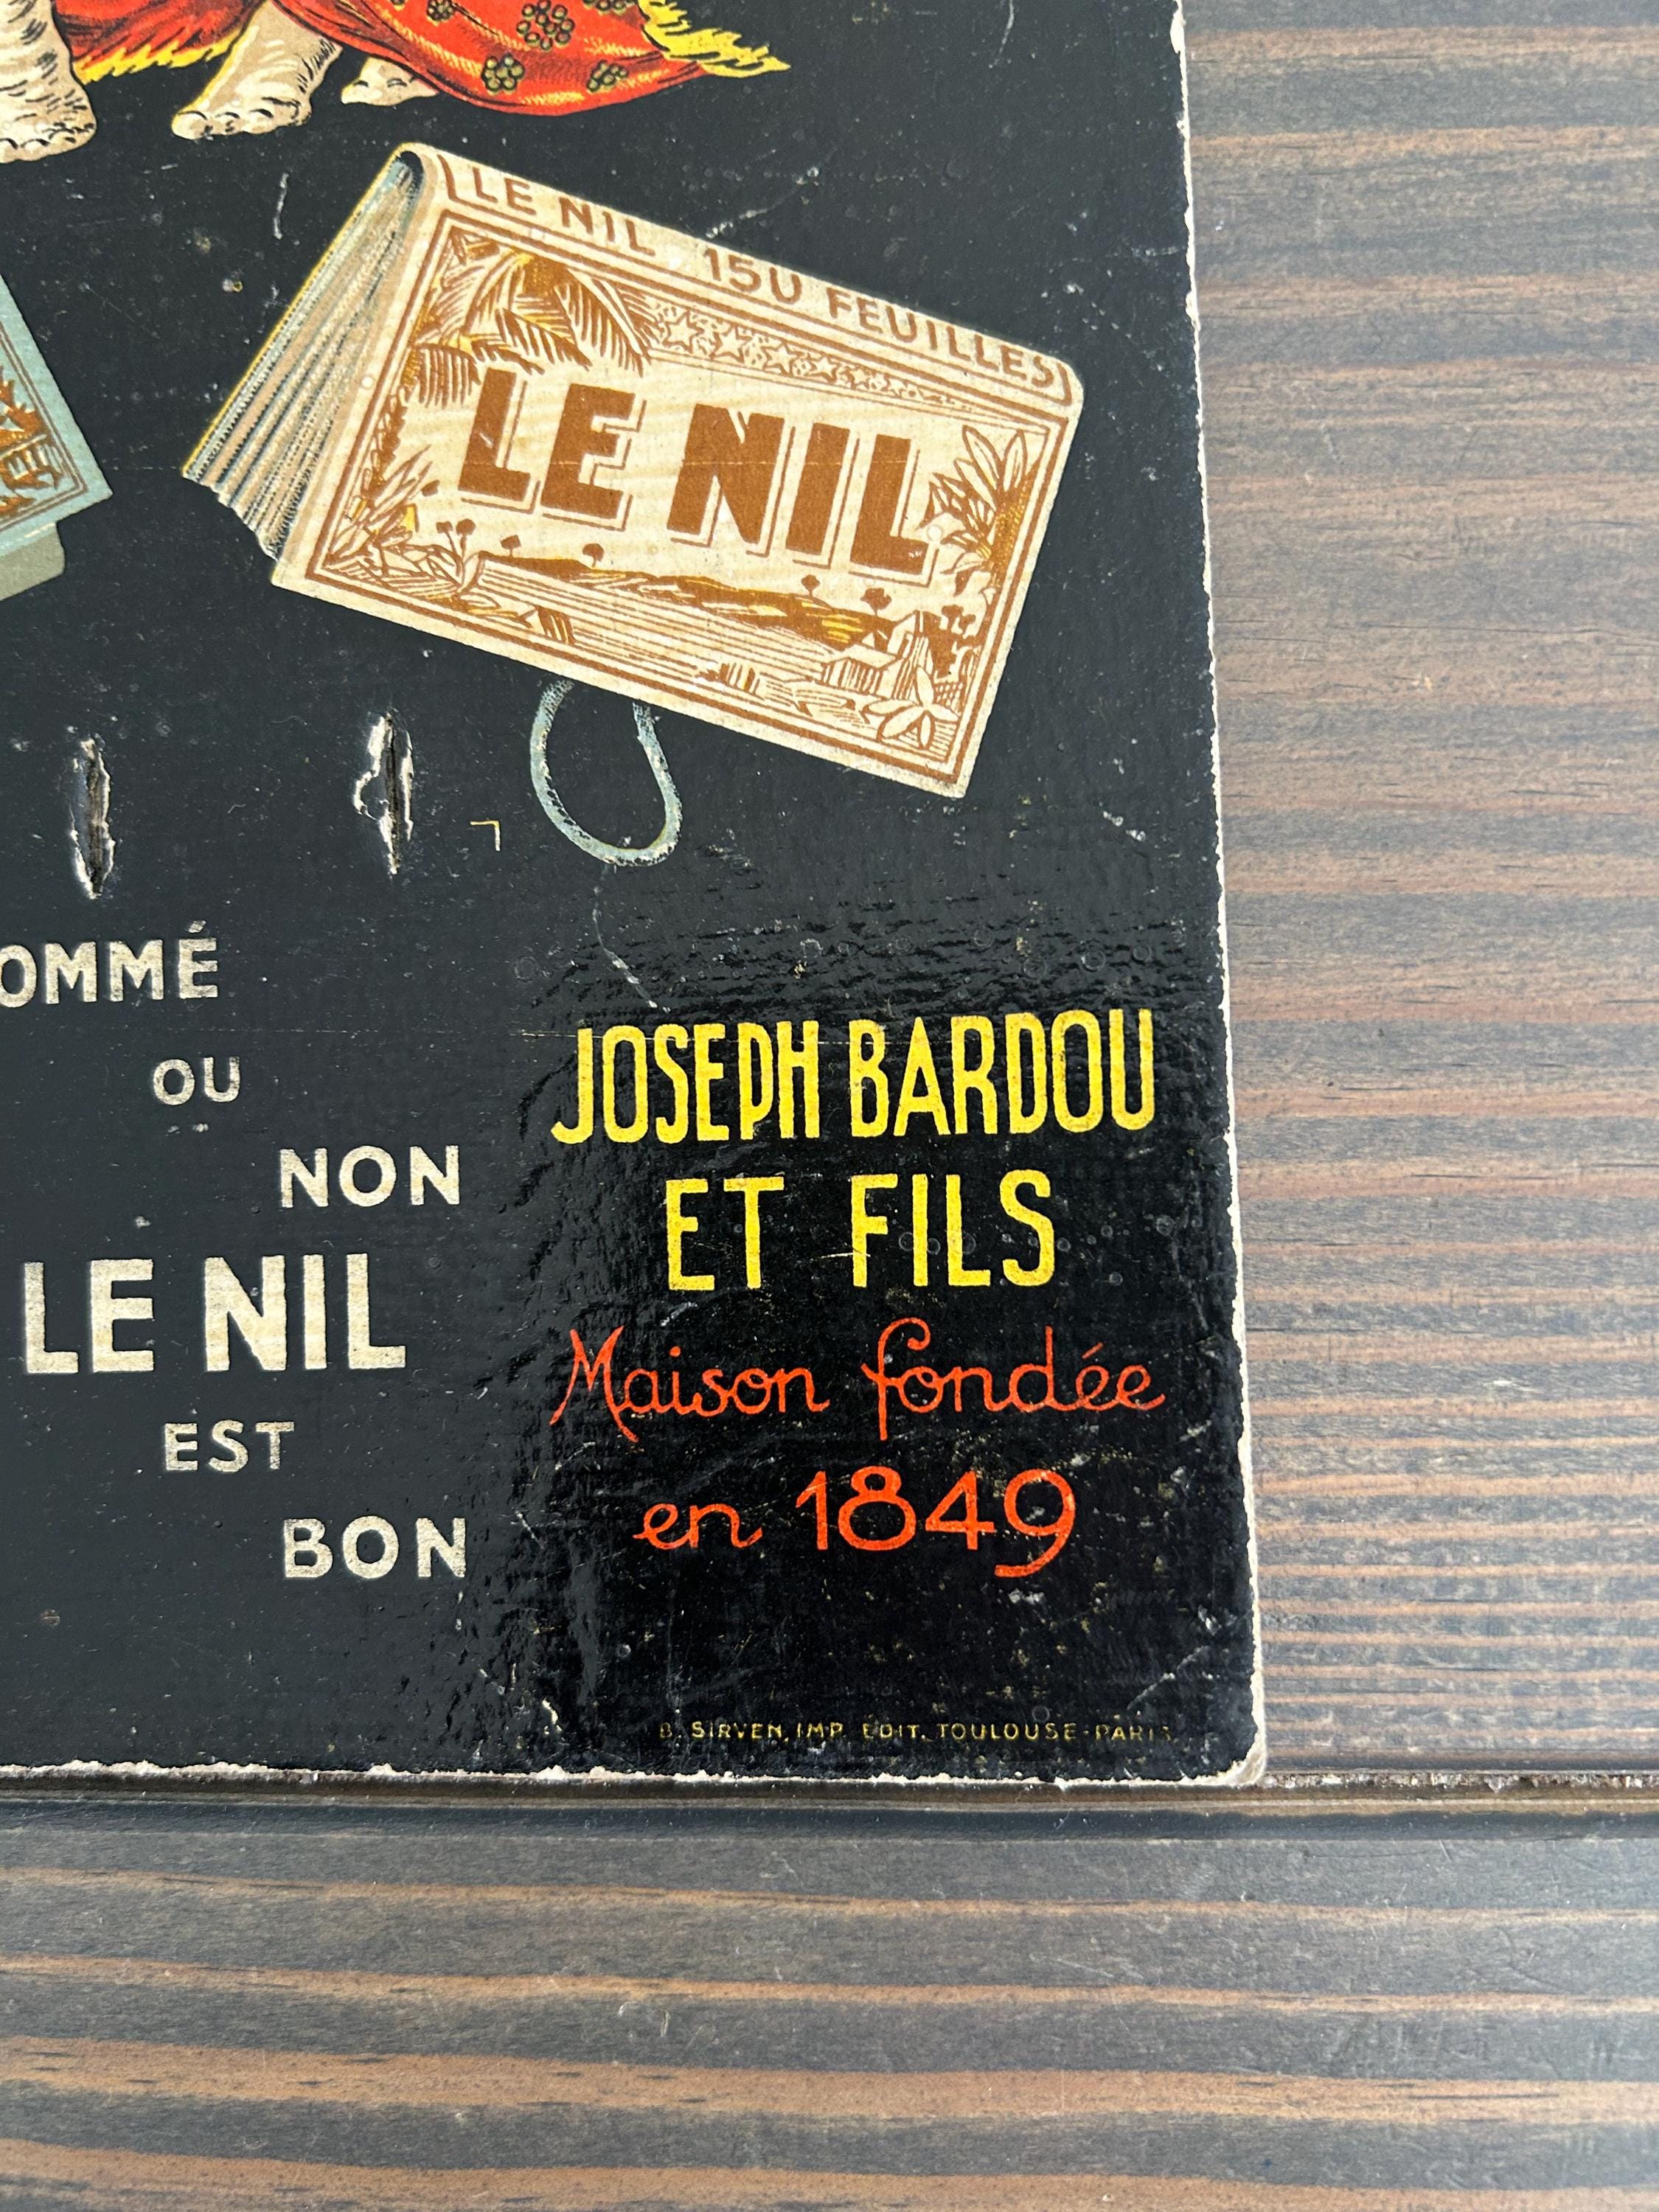 LE NIL 150 FEUILLES
LE NIL
OMMÉ
OU
NON
LE NIL
EST
BON
JOSEPH BARDOU
ET FILS
Maison fondée
en 1849
B. SIRVEN, IMP. EDIT. TOULOUSE-PARIS